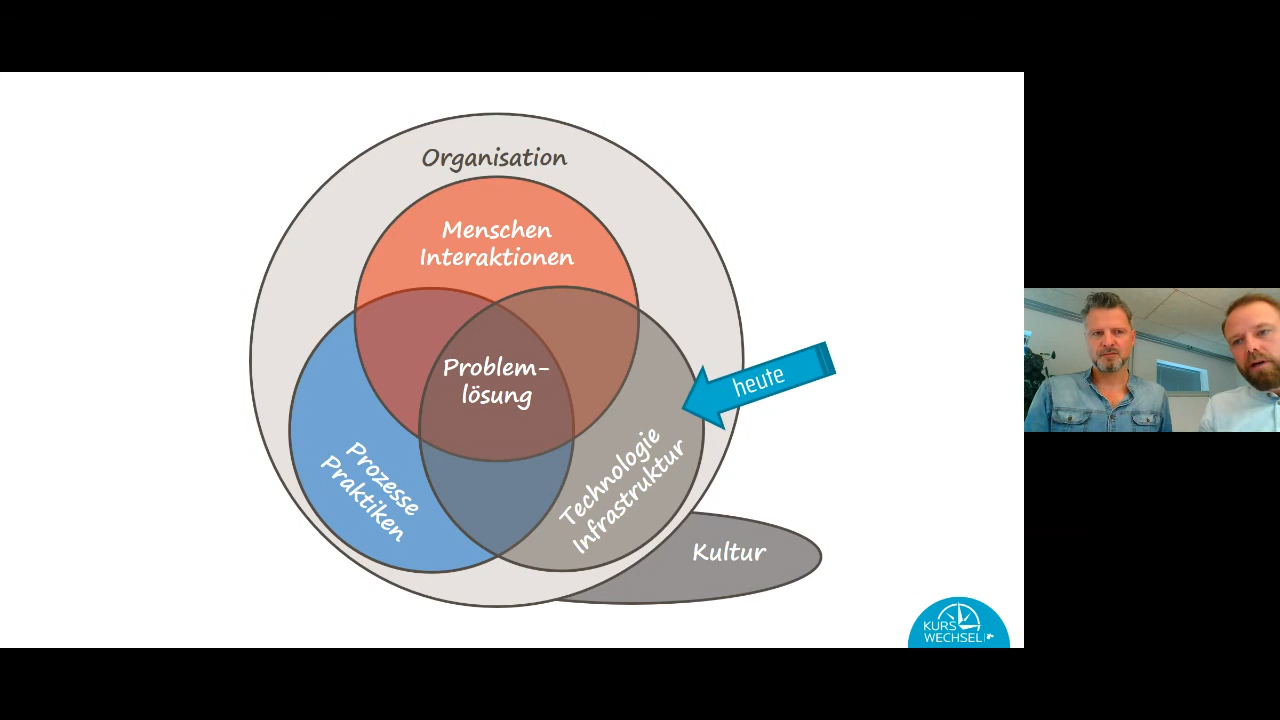 Organisation
Menschen
Interaktionen
Problem-
lösung
heute
Prozesse
Praktiken
Technologie
Infrastruktur
Kultur
KURS
WECHSEL